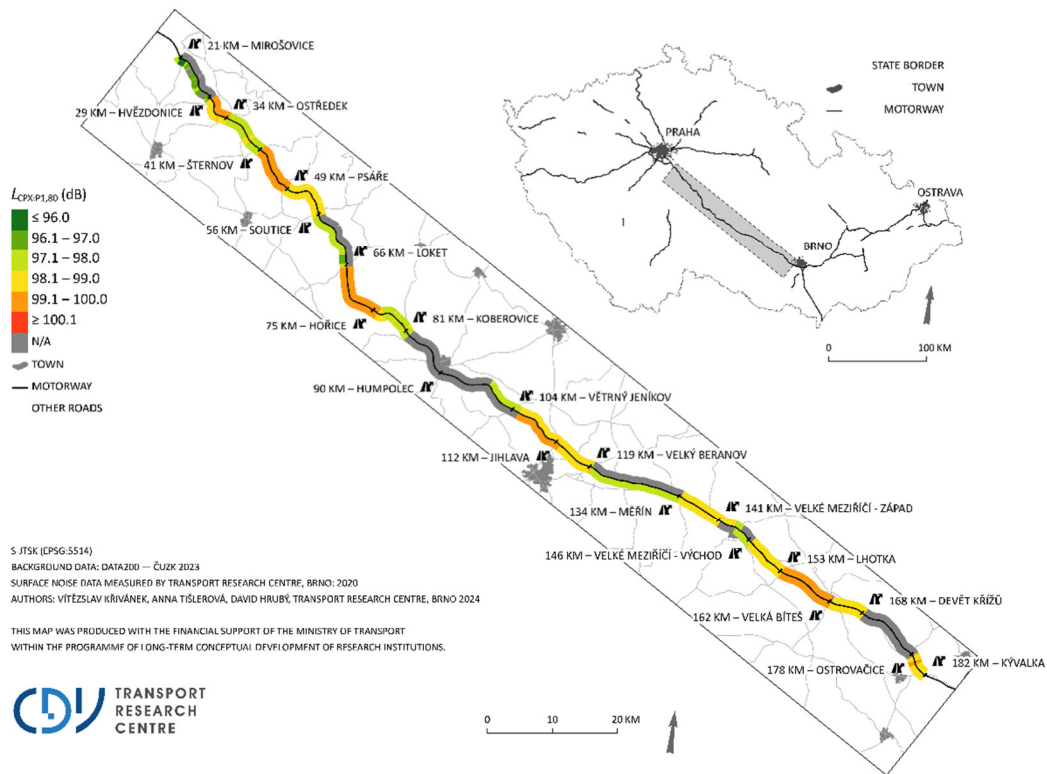 21 KM – MIROŠOVICE
34 KM – OSTŘEDEK
29 KM – HVĚZDONICE
41 KM – ŠTERNOV
49 KM – PSÁŘE
56 KM – SOUTICE
66 KM – LOKET
75 KM – HOŘICE
81 KM – KOBEROVICE
90 KM – HUMPOLEC
104 KM – VĚTRNÝ JENÍKOV
112 KM – JIHLAVA
119 KM – VELKÝ BERANOV
134 KM – MĚŘÍN
141 KM – VELKÉ MEZIŘÍČÍ - ZÁPAD
146 KM – VELKÉ MEZIŘÍČÍ - VÝCHOD
153 KM – LHOTKA
162 KM – VELKÁ BÍTEŠ
168 KM – DEVĚT KŘÍŽŮ
178 KM – OSTROVAČICE
182 KM – KÝVALKA
LCPX:P1,80 (dB)
≤ 96.0
96.1 – 97.0
97.1 – 98.0
98.1 – 99.0
99.1 – 100.0
≥ 100.1
N/A
TOWN
MOTORWAY
OTHER ROADS
STATE BORDER
TOWN
MOTORWAY
PRAHA
OSTRAVA
BRNO
0 100 KM
S JTSK (EPSG:5514)
BACKGROUND DATA: DATA200 — ČÚZK 2023
SURFACE NOISE DATA MEASURED BY TRANSPORT RESEARCH CENTRE, BRNO: 2020
AUTHORS: VÍTĚZSLAV KŘIVÁNEK, ANNA TIŠLEROVÁ, DAVID HRUBÝ, TRANSPORT RESEARCH CENTRE, BRNO 2024
THIS MAP WAS PRODUCED WITH THE FINANCIAL SUPPORT OF THE MINISTRY OF TRANSPORT
WITHIN THE PROGRAMME OF LONG-TERM CONCEPTUAL DEVELOPMENT OF RESEARCH INSTITUTIONS.
CDV
TRANSPORT
RESEARCH
CENTRE
0 10 20 KM